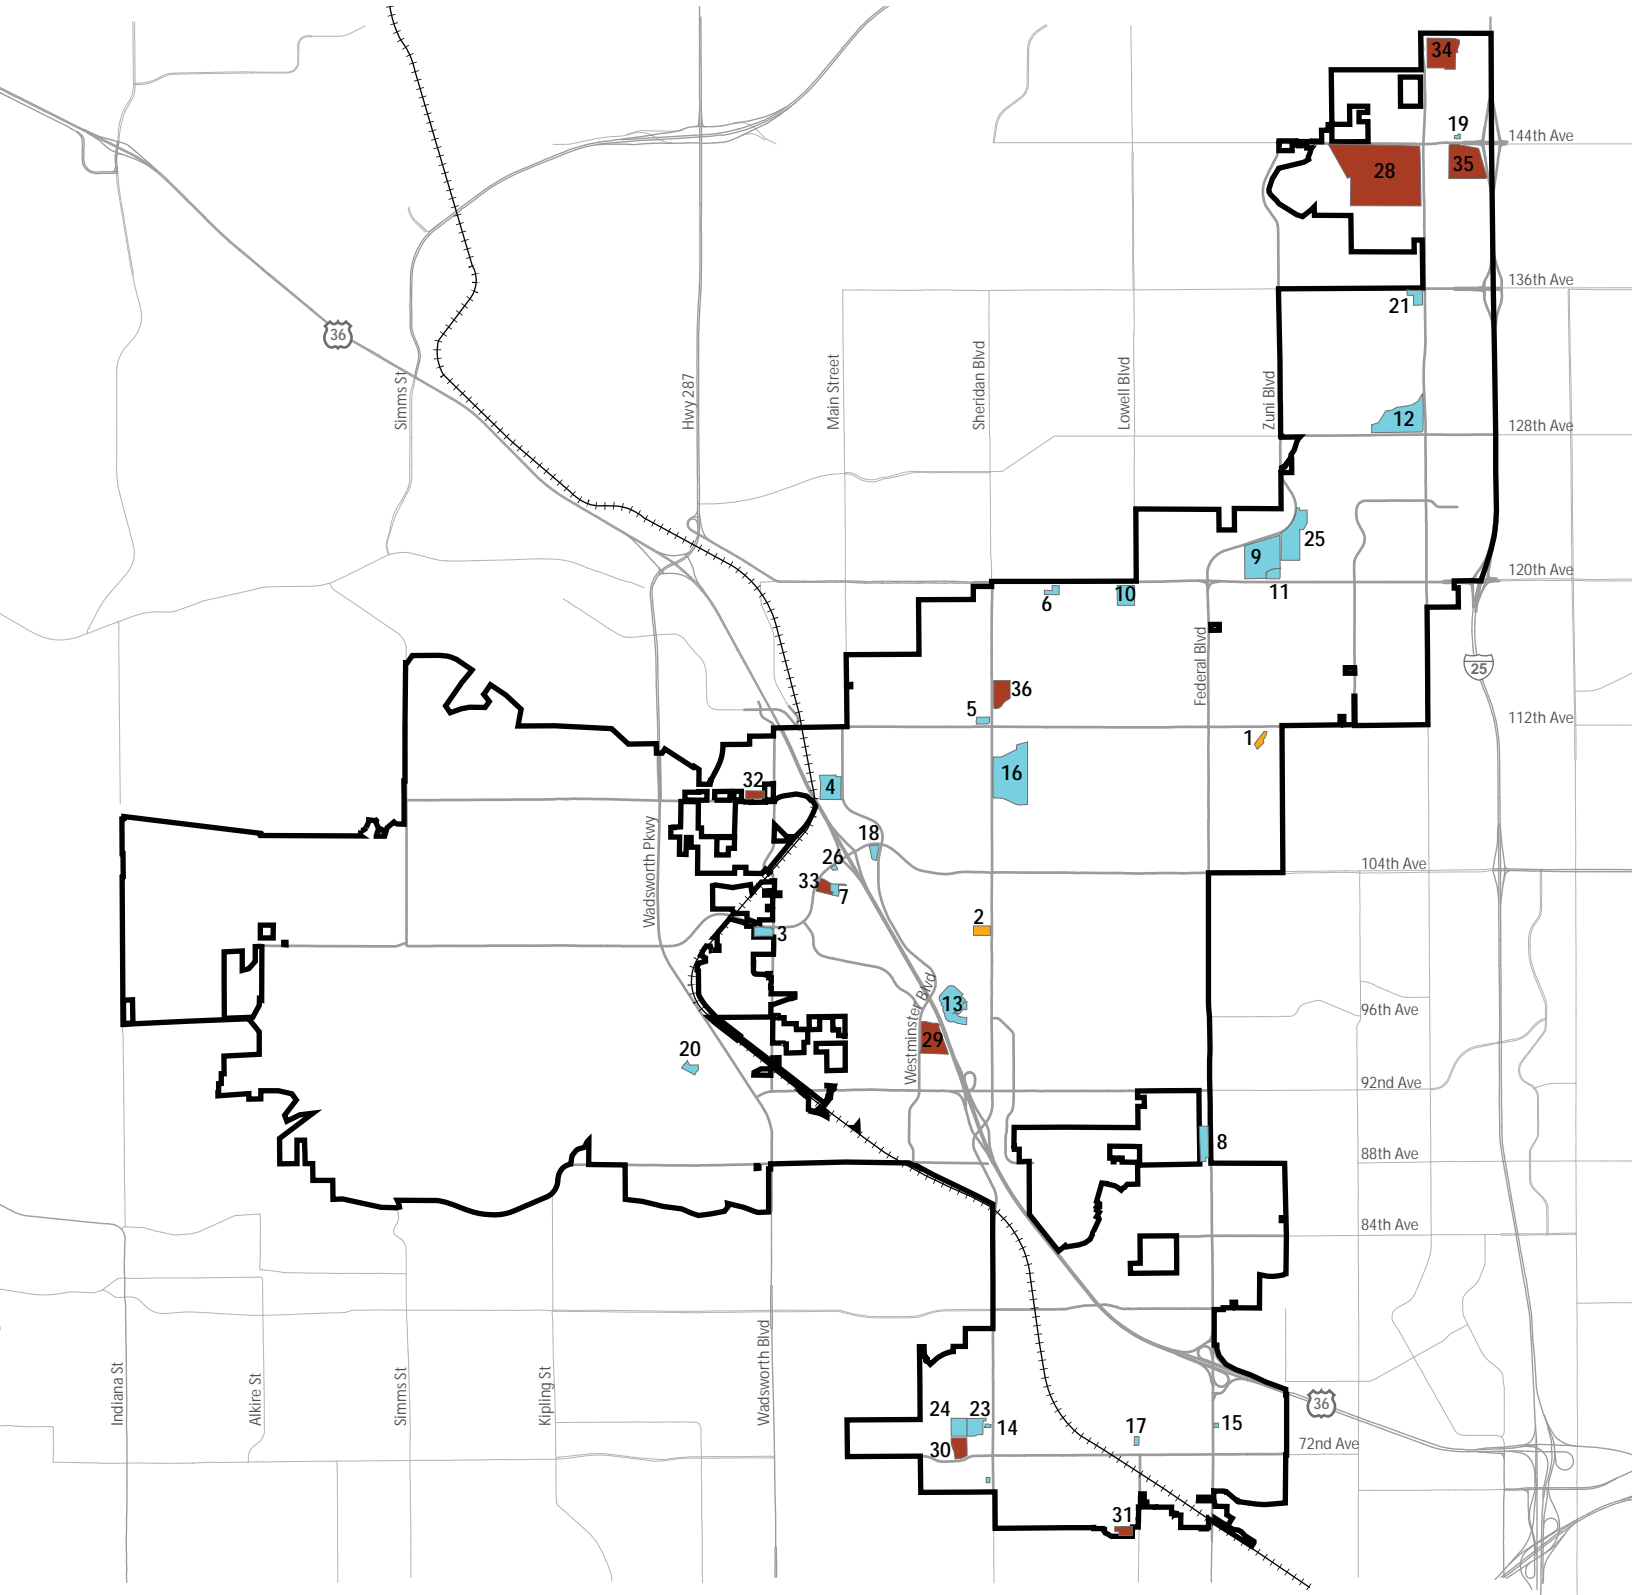 34
19
144th Ave
28
35
136th Ave
21
36
Simms St
Hwy 287
Main Street
Sheridan Blvd
Lowell Blvd
Zuni Blvd
12
128th Ave
25
9
120th Ave
6
10
11
Federal Blvd
25
36
5
112th Ave
1
16
32
4
18
Wadsworth Pkwy
26
104th Ave
33
7
2
3
13
96th Ave
Westminster Blvd
29
20
92nd Ave
8
88th Ave
84th Ave
Indiana St
Alkire St
Simms St
Kipling St
Wadsworth Blvd
36
24
23
14
17
15
30
72nd Ave
31